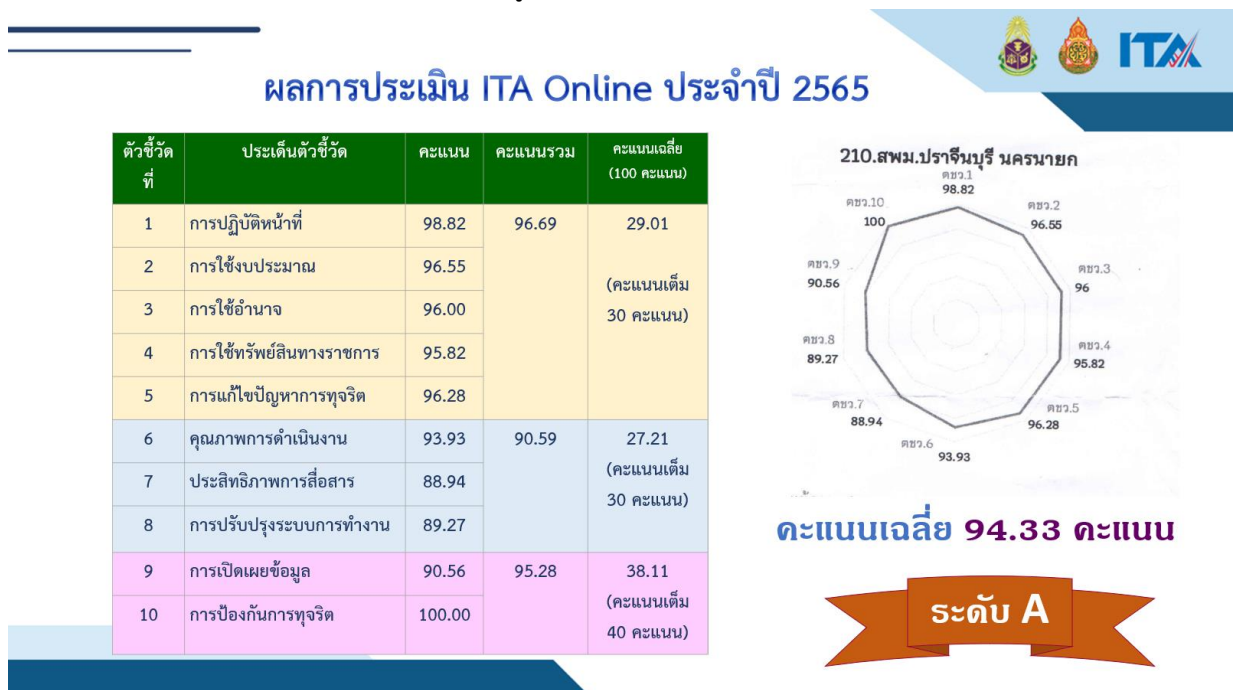 ITA
ผลการประเมิน ITA Online ประจำปี 2565
ตัวชี้วัดที่ ประเด็นตัวชี้วัด คะแนน คะแนนรวม คะแนนเฉลี่ย (100 คะแนน)
1 การปฏิบัติหน้าที่ 98.82 96.69 29.01
2 การใช้งบประมาณ 96.55 (คะแนนเต็ม
3 การใช้อำนาจ 96.00 30 คะแนน)
4 การใช้ทรัพย์สินทางราชการ 95.82
5 การแก้ไขปัญหาการทุจริต 96.28
6 คุณภาพการดำเนินงาน 93.93 90.59 27.21
7 ประสิทธิภาพการสื่อสาร 88.94 (คะแนนเต็ม
30 คะแนน)
8 การปรับปรุงระบบการทำงาน 89.27
9 การเปิดเผยข้อมูล 90.56 95.28 38.11
(คะแนนเต็ม
10 การป้องกันการทุจริต 100.00
40 คะแนน)
210.สพม.ปราจีนบุรี นครนายก
ตชว.1
98.82
ตชว.2
96.55
ตชว.3
96
ตชว.4
95.82
ตชว.5
96.28
ตชว.6
93.93
ตชว.7
88.94
ตชว.8
89.27
ตชว.9
90.56
ตชว.10
100
คะแนนเฉลี่ย 94.33 คะแนน
ระดับ A